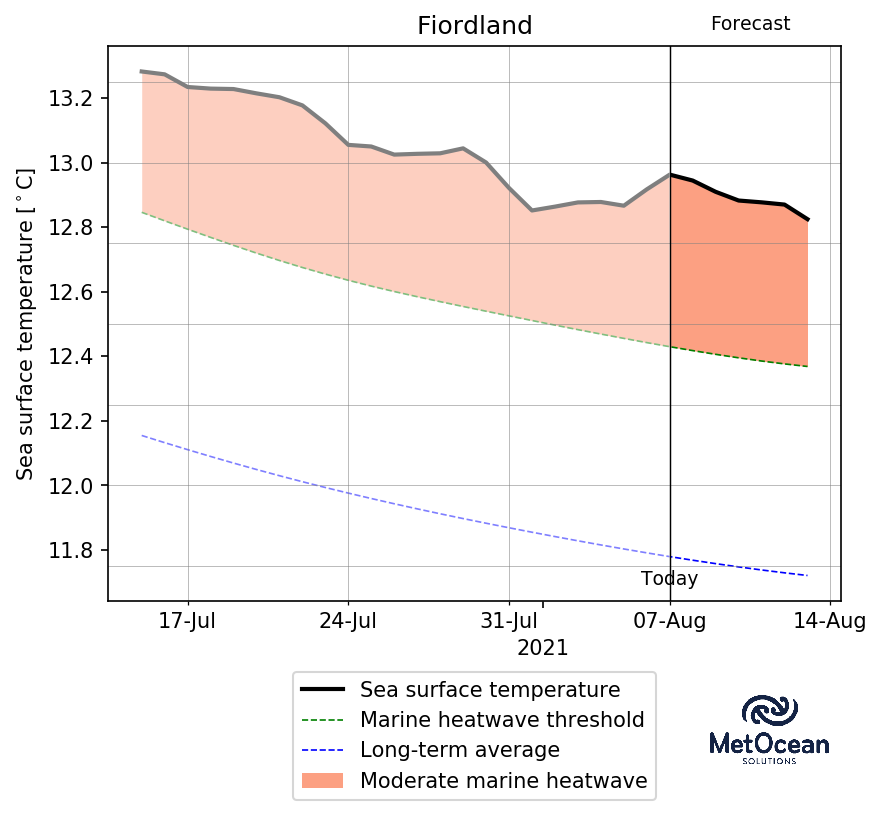 Fiordland
Forecast
Sea surface temperature [°C]
13.2
13.0
12.8
12.6
12.4
12.2
12.0
11.8
Today
17-Jul 24-Jul 31-Jul 07-Aug 14-Aug
2021
Sea surface temperature
Marine heatwave threshold
Long-term average
Moderate marine heatwave
MetOcean
SOLUTIONS